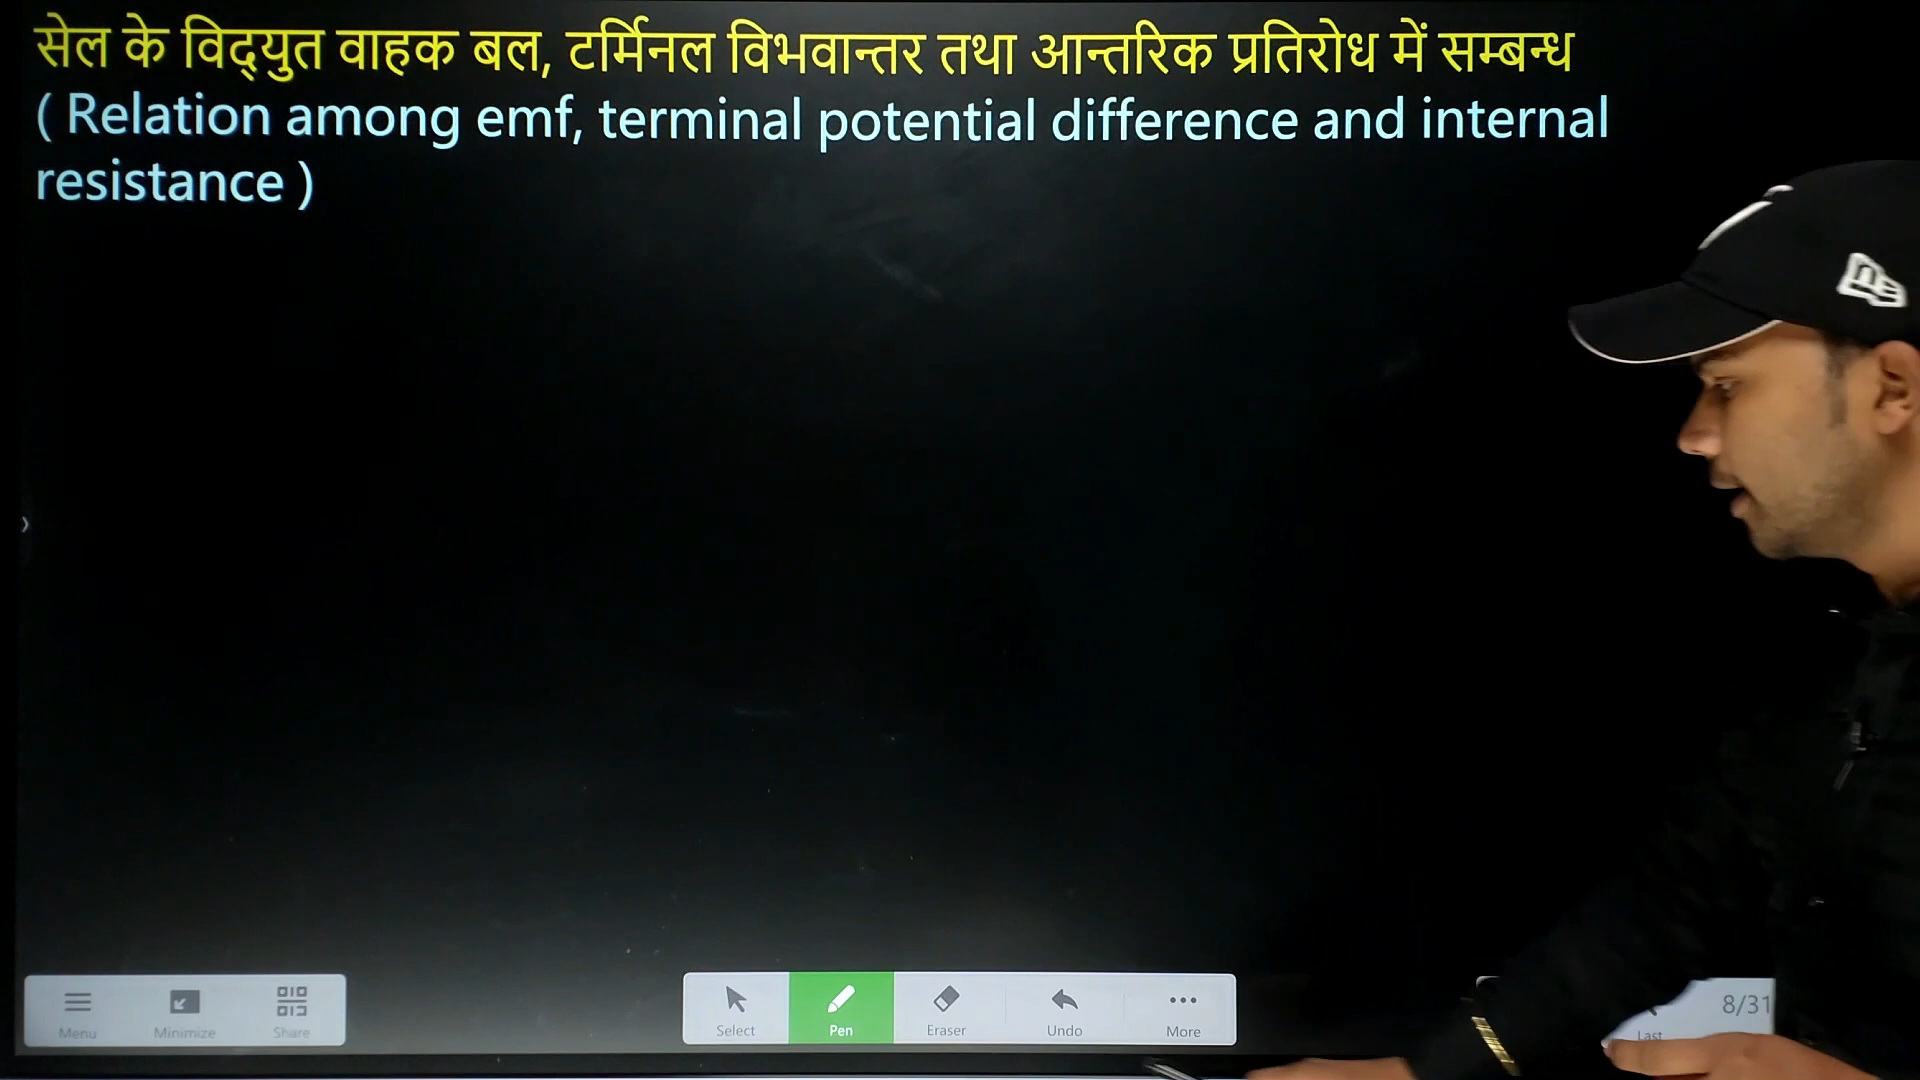 सेल के विद्युत वाहक बल, टर्मिनल विभवान्तर तथा आन्तरिक प्रतिरोध में सम्बन्ध
( Relation among emf, terminal potential difference and internal
resistance )
Menu
Minimize
Share
Select
Pen
Eraser
Undo
More
8/31
Last